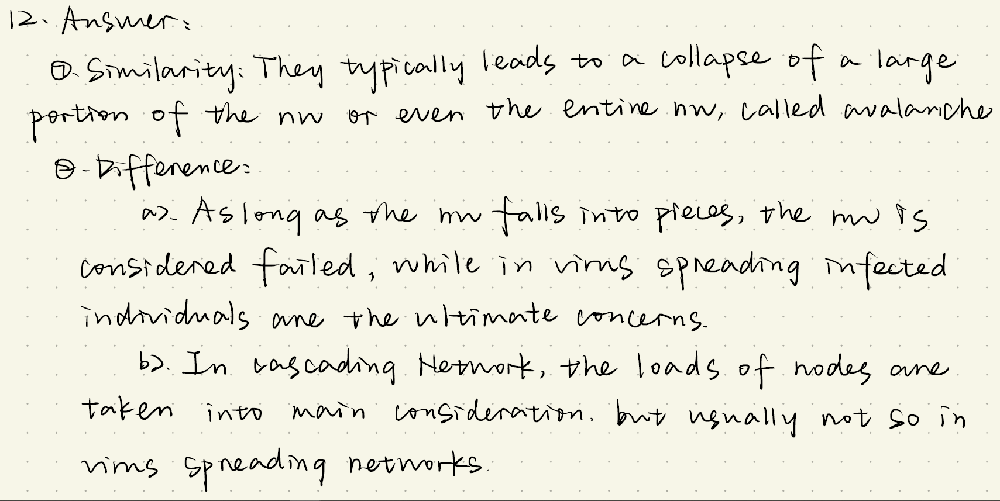 12. Answer:
①. Similarity: They typically leads to a collapse of a large
portion of the nw or even the entire nw, called avalanche
②. Difference:
a). As long as the nw falls into pieces, the nw is
considered failed, while in virus spreading infected
individuals are the ultimate concerns.
b). In cascading Network, the loads of nodes are
taken into main consideration. but usually not so in
virus spreading networks.